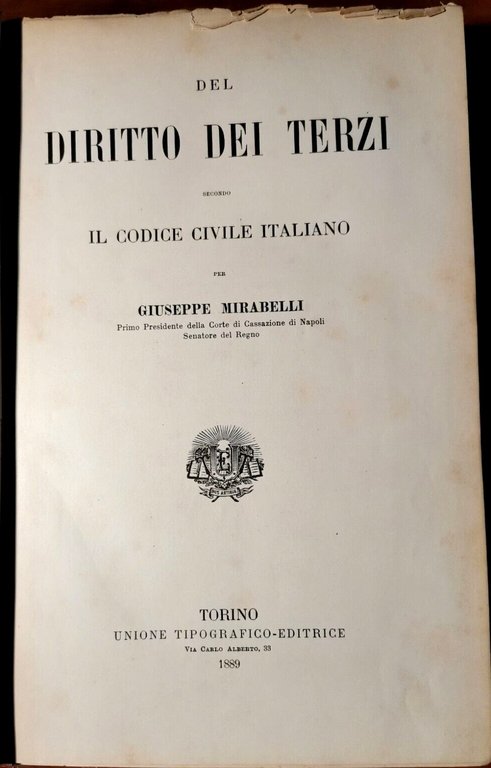 DEL
DIRITTO DEI TERZI
SECONDO
IL CODICE CIVILE ITALIANO
PER
GIUSEPPE MIRABELLI
Primo Presidente della Corte di Cassazione di Napoli
Senatore del Regno
TORINO
UNIONE TIPOGRAFICO-EDITRICE
VIA CARLO ALBERTO, 33
1889